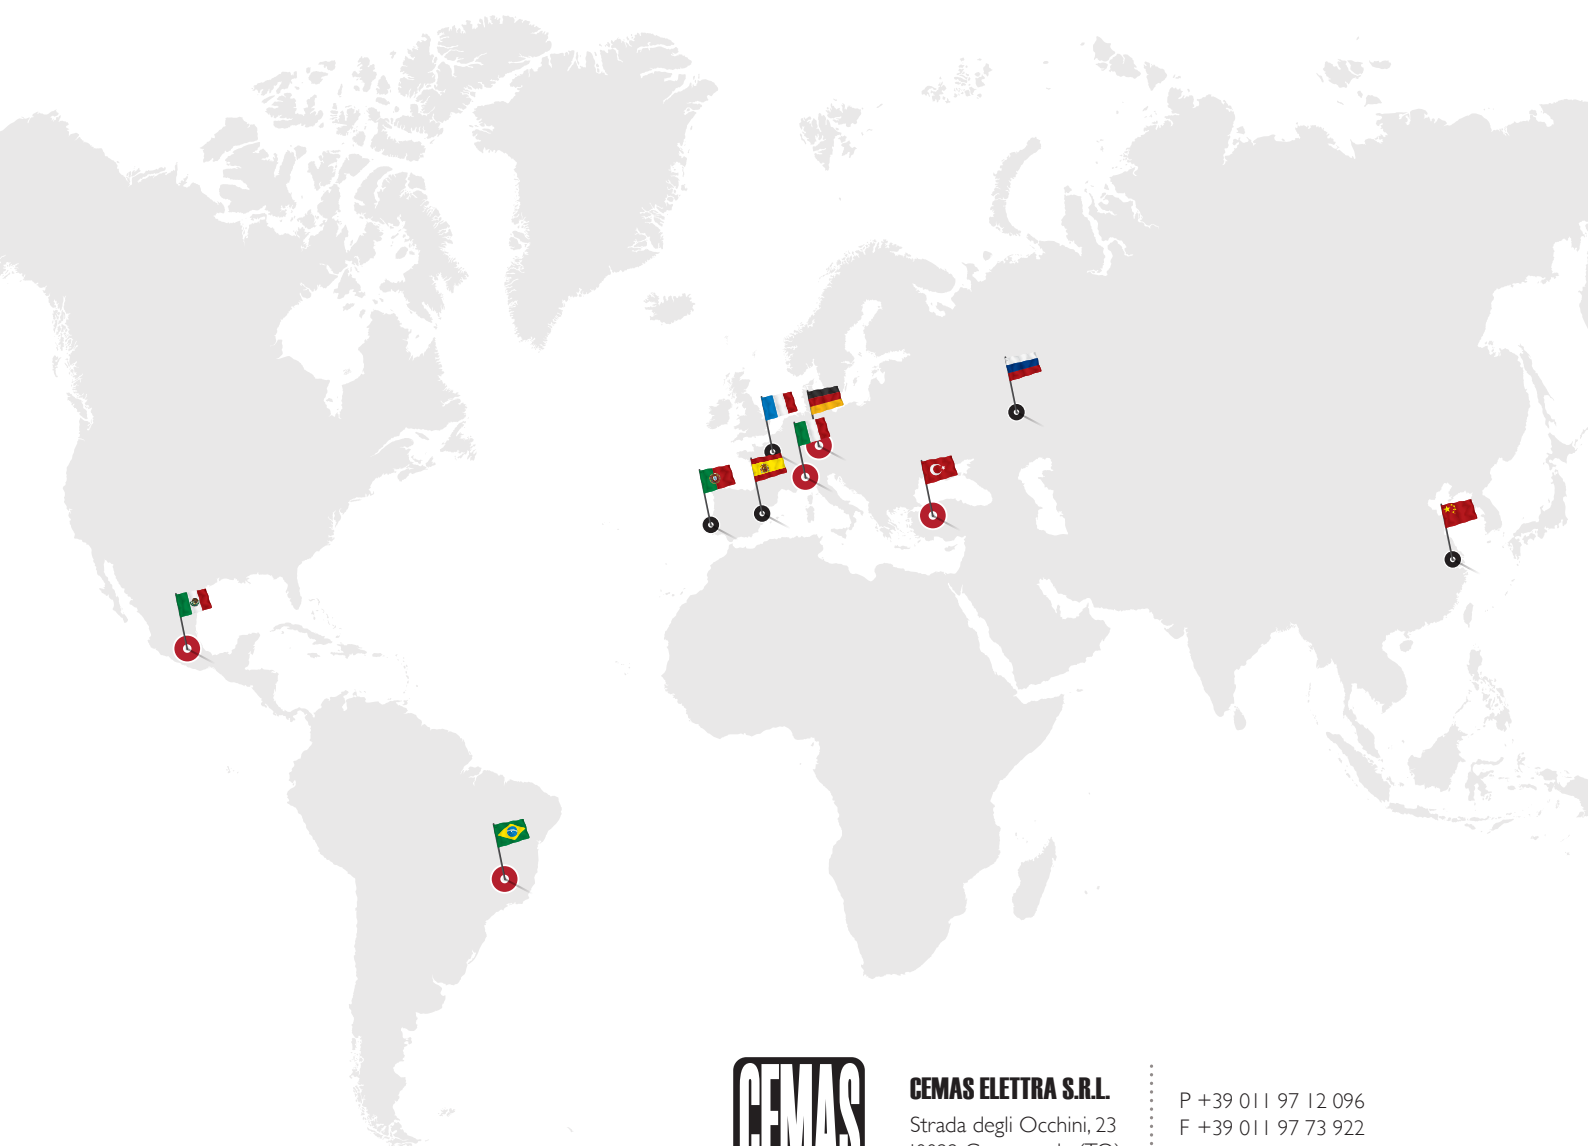 CEMAS
CEMAS ELETTRA S.R.L.
Strada degli Occhini, 23
P +39 011 97 12 096
F +39 011 97 73 922